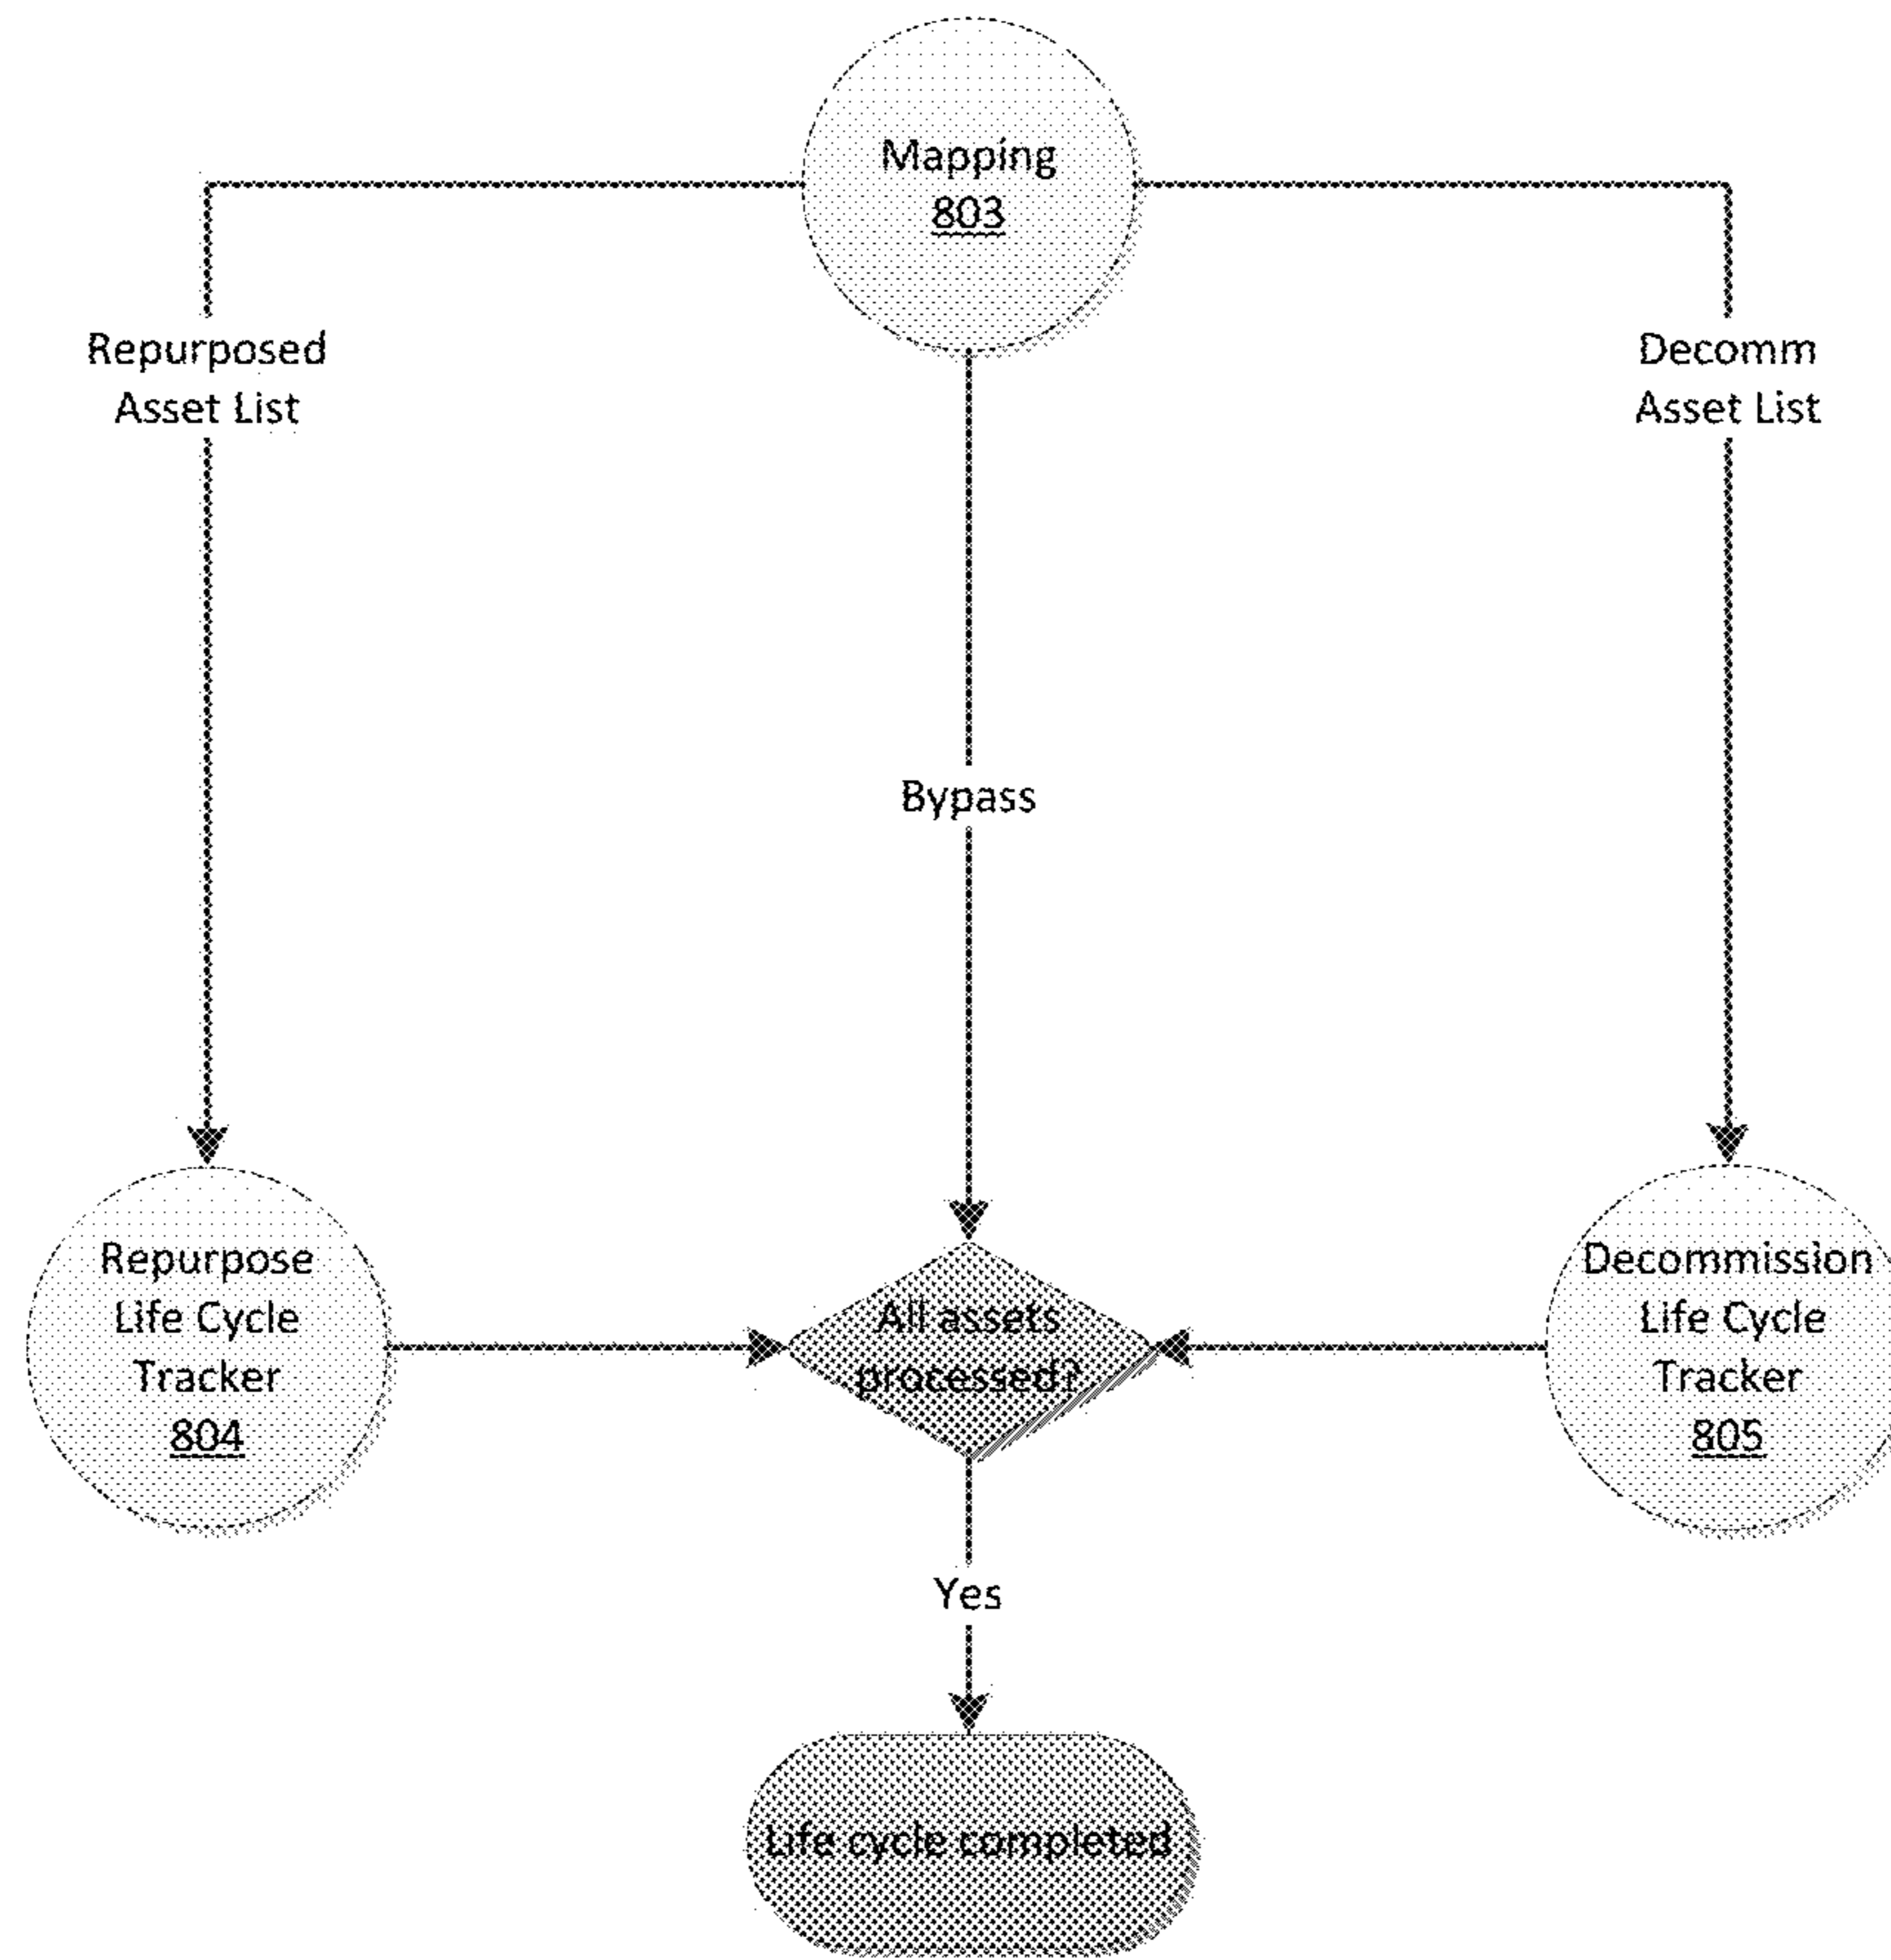 Mapping
803
Repurposed
Asset List
Decomm
Asset List
Bypass
Repurpose
Life Cycle
Tracker
804
All assets
processed?
Decommission
Life Cycle
Tracker
805
Yes
Life cycle completed